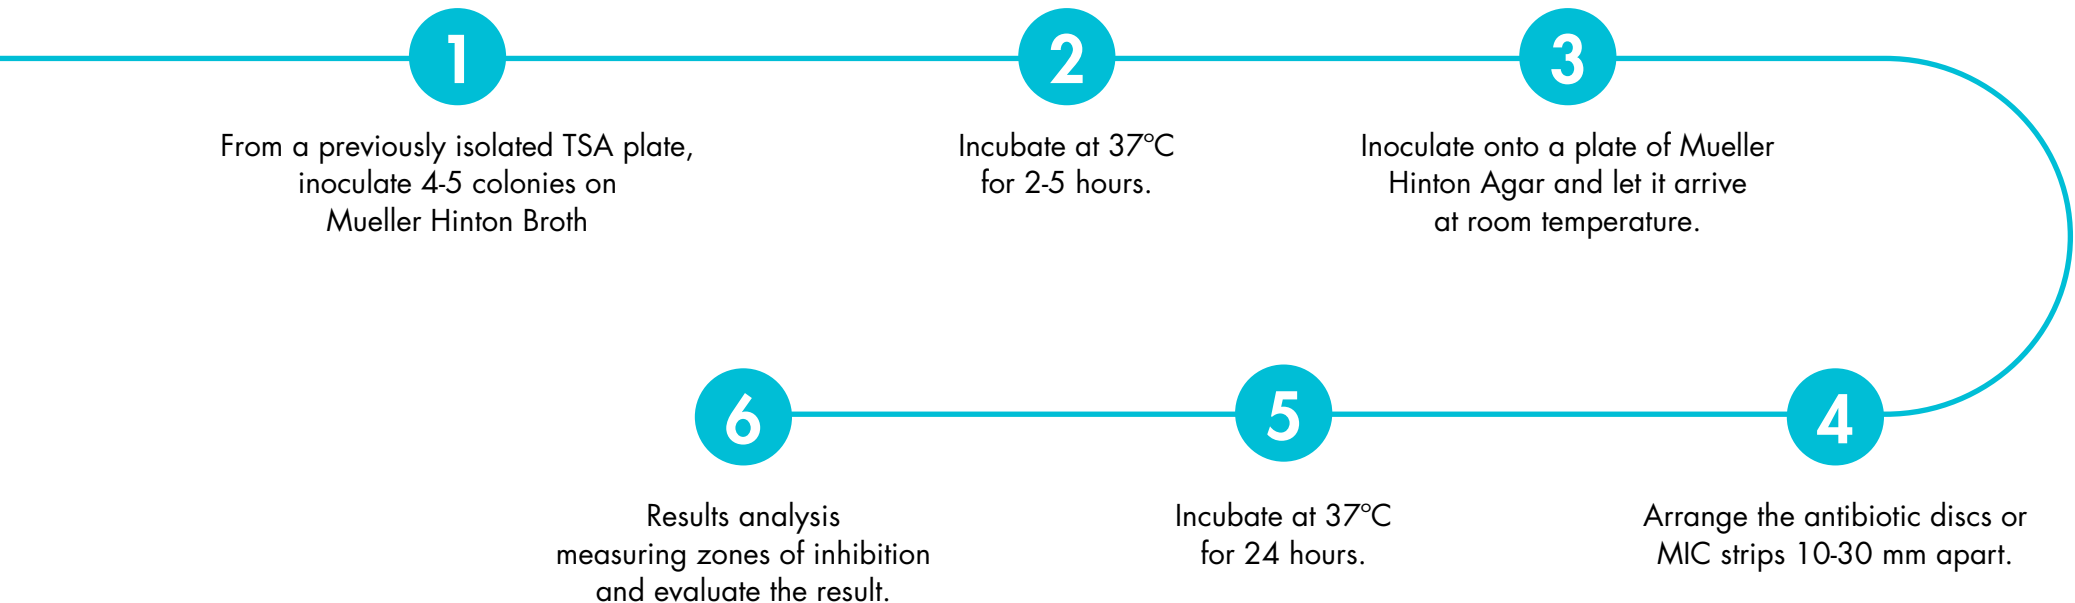 1
From a previously isolated TSA plate,
inoculate 4-5 colonies on
Mueller Hinton Broth
2
Incubate at 37ºC
for 2-5 hours.
3
Inoculate onto a plate of Mueller
Hinton Agar and let it arrive
at room temperature.
4
Arrange the antibiotic discs or
MIC strips 10-30 mm apart.
5
Incubate at 37ºC
for 24 hours.
6
Results analysis
measuring zones of inhibition
and evaluate the result.